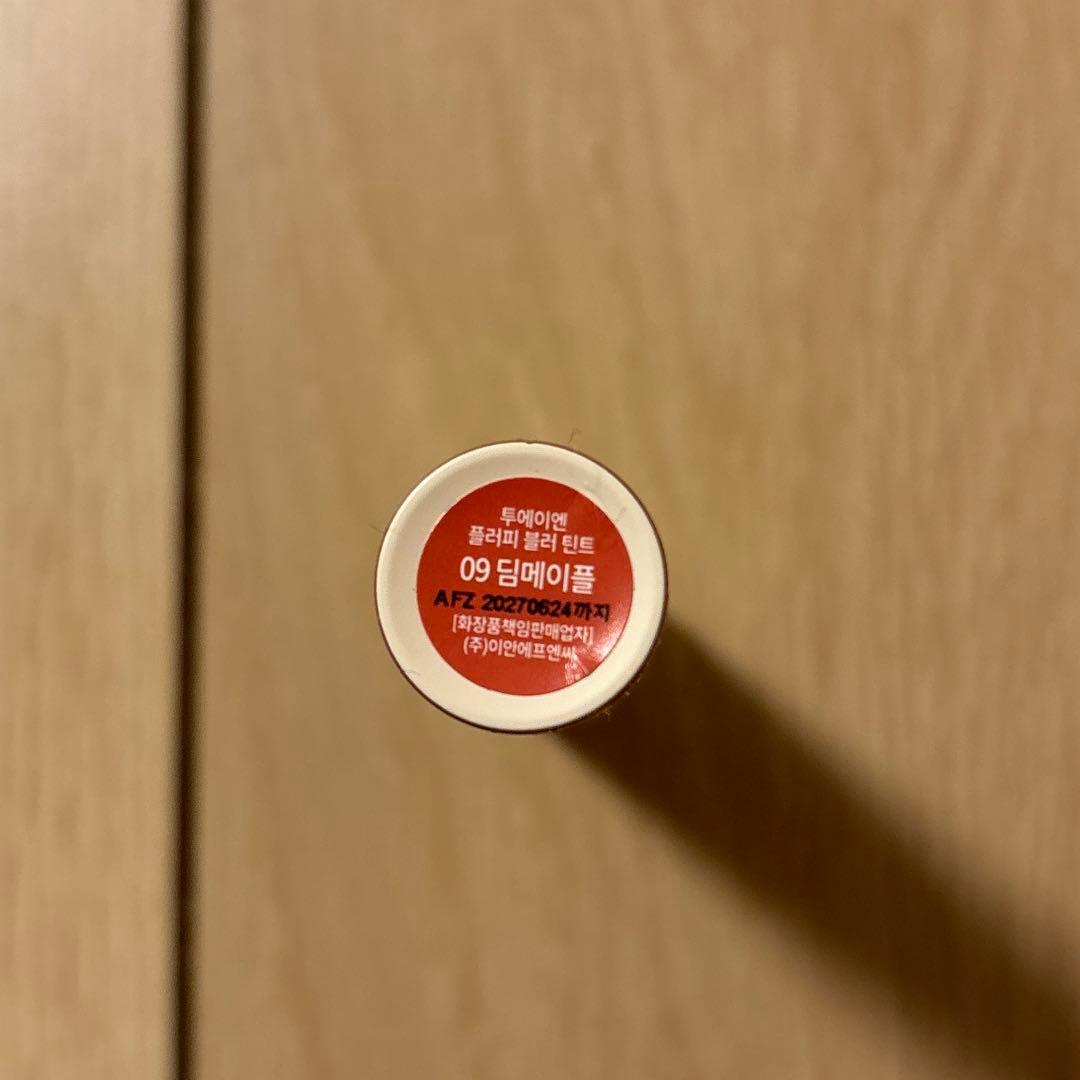 투에이엔
플러피 블러 틴트
09 딤메이플
AFZ 20270624까지
[화장품책임판매업자]
(주)이안에프엔씨